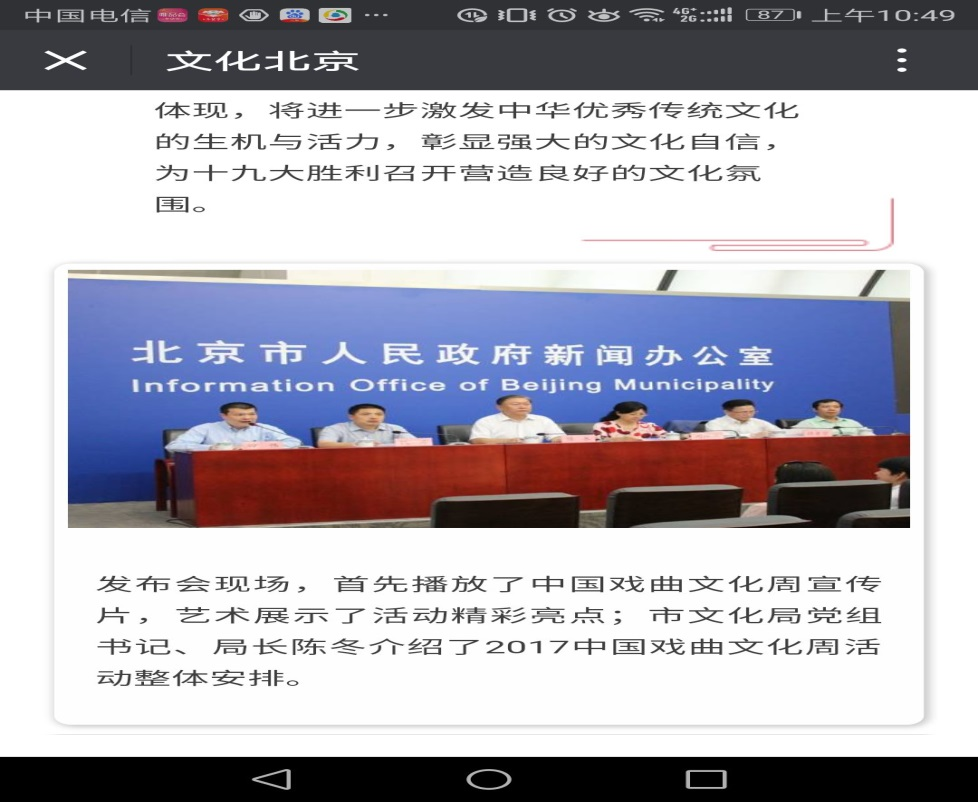 中国电信
4G+
2G
87
上午10:49
文化北京
体现，将进一步激发中华优秀传统文化
的生机与活力，彰显强大的文化自信，
为十九大胜利召开营造良好的文化氛
围。
北京市人民政府新闻办公室
Information Office of Beijing Municipality
发布会现场，首先播放了中国戏曲文化周宣传
片，艺术展示了活动精彩亮点；市文化局党组
书记、局长陈冬介绍了2017中国戏曲文化周活
动整体安排。